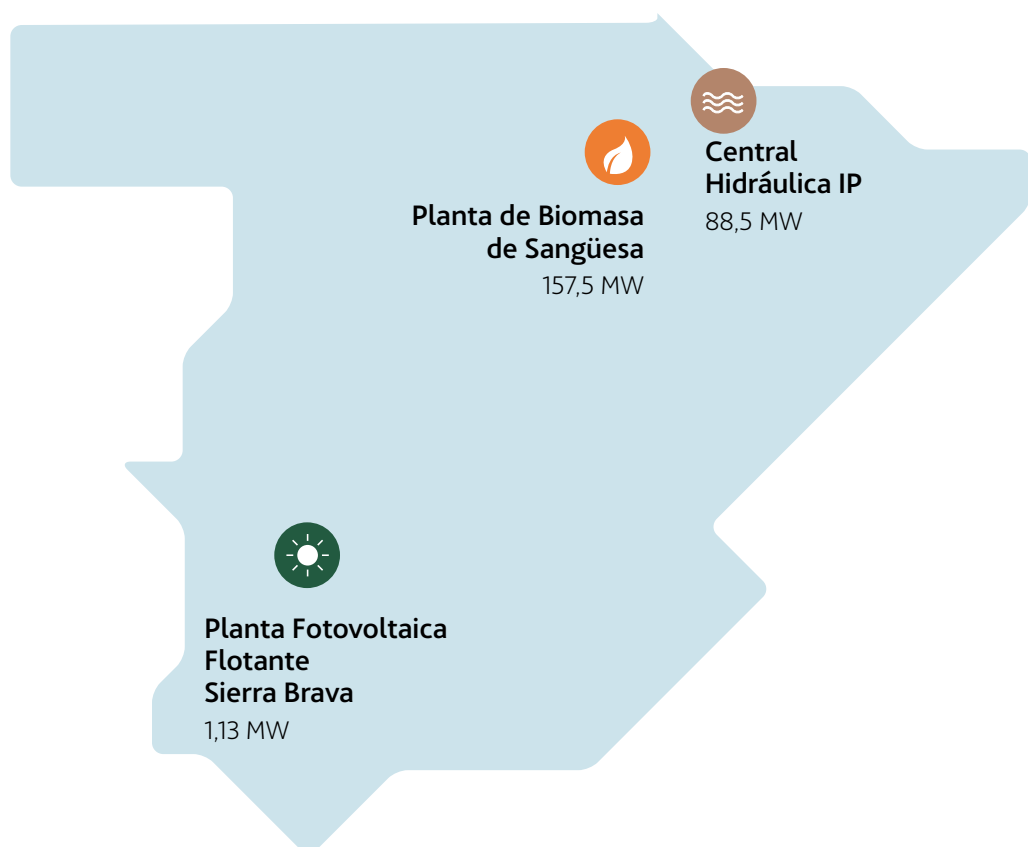 Central
Hidráulica IP
88,5 MW
Planta de Biomasa
de Sangüesa
157,5 MW
Planta Fotovoltaica
Flotante
Sierra Brava
1,13 MW